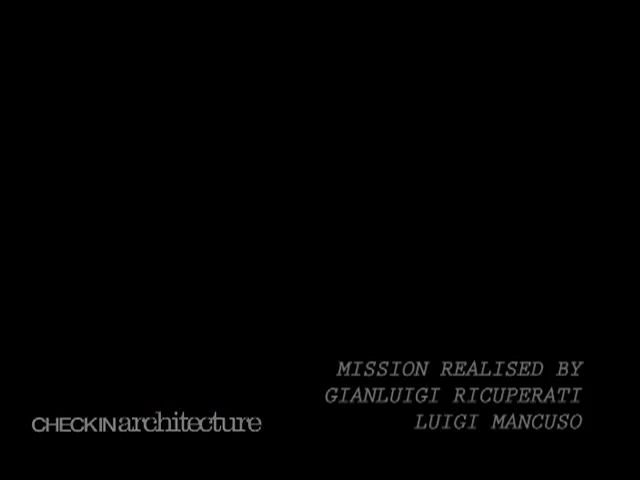 MISSION REALISED BY
GIANLUIGI RICUPERATI
LUIGI MANCUSO
CHECKINarchitecture